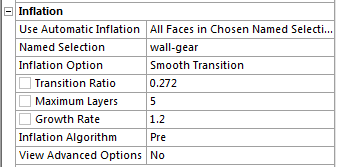 Inflation
Use Automatic Inflation All Faces in Chosen Named Selecti...
Named Selection wall-gear
Inflation Option Smooth Transition
Transition Ratio 0.272
Maximum Layers 5
Growth Rate 1.2
Inflation Algorithm Pre
View Advanced Options No